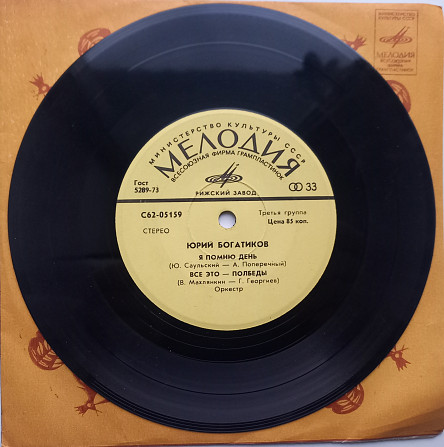 МИНИСТЕРСТВО КУЛЬТУРЫ СССР
МЕЛОДИЯ
ВСЕСОЮЗНАЯ ФИРМА ГРАМПЛАСТИНОК
Гост
5289-73
РИЖСКИЙ ЗАВОД
33
С62-05159
Третья группа
Цена 85 коп.
СТЕРЕО
ЮРИЙ БОГАТИКОВ
Я ПОМНЮ ДЕНЬ
(Ю. Саульский — А. Поперечный)
ВСЕ ЭТО — ПОЛБЕДЫ
(В. Махлянкин — Г. Георгиев)
Оркестр
МЕЛОДИЯ